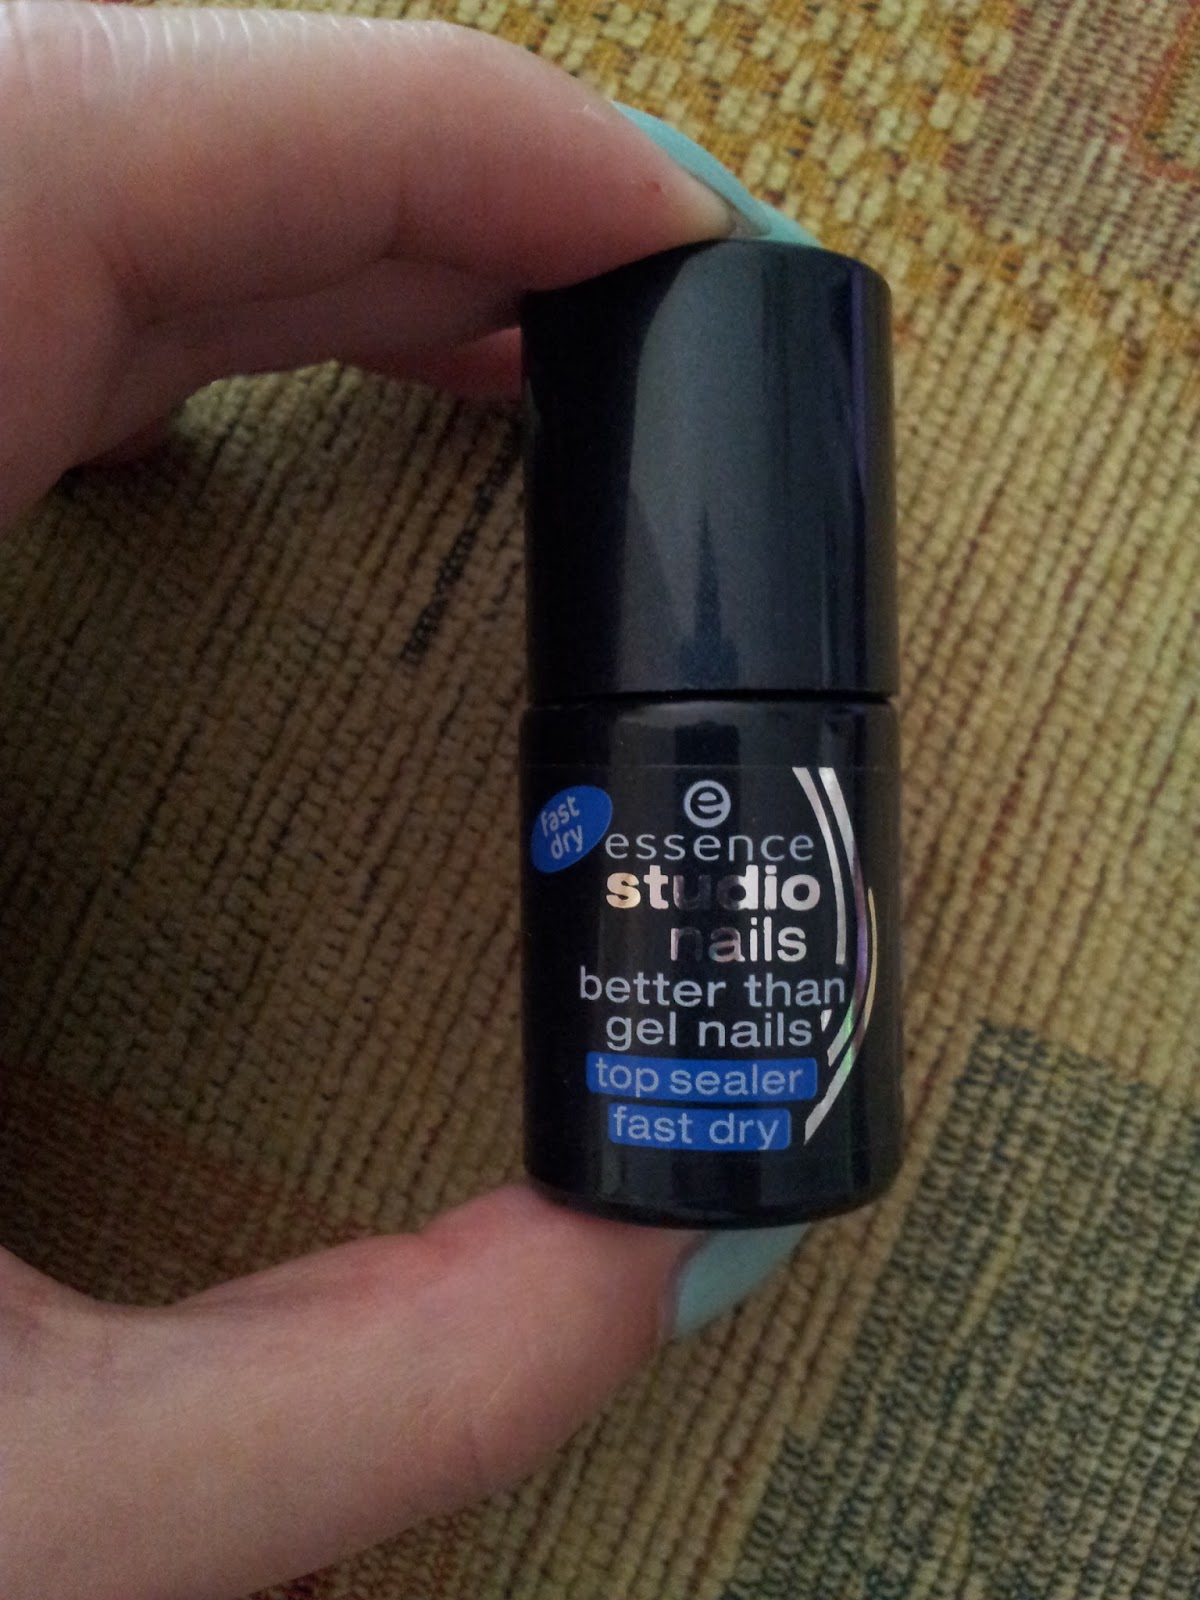 fast
dry
e
essence
studio
nails
better than
gel nails
top sealer
fast dry